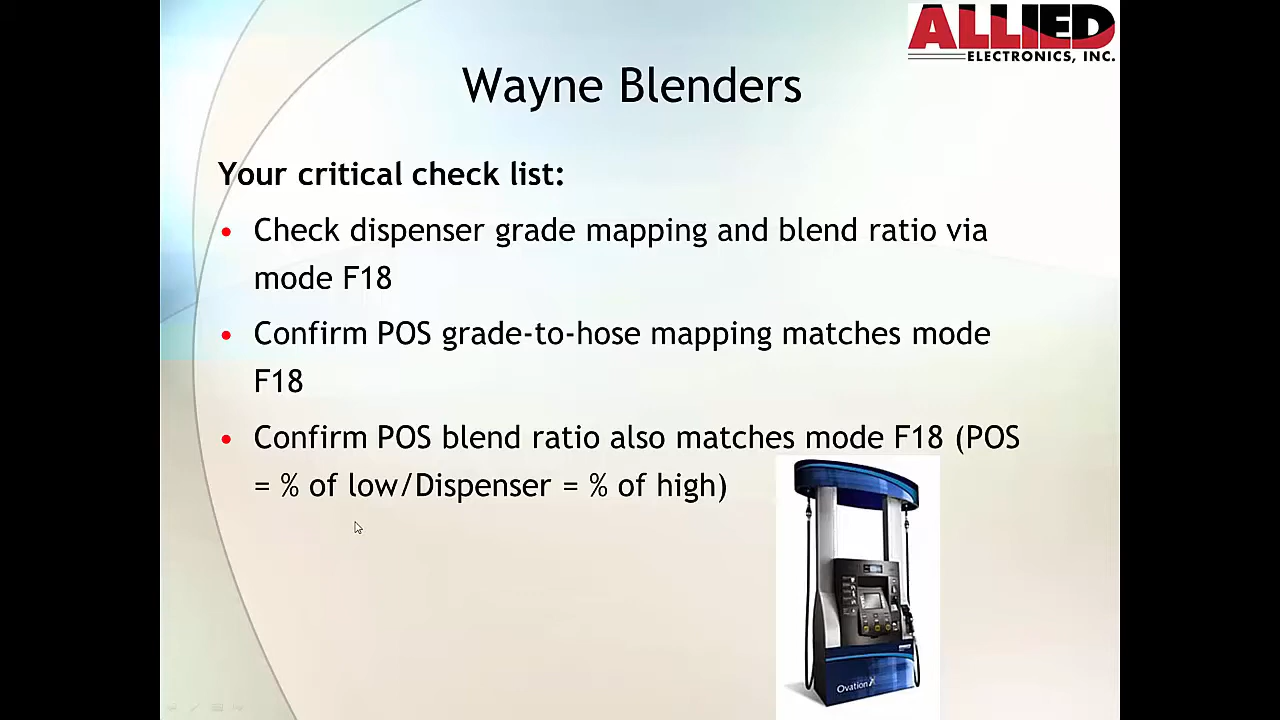 ALLIED
ELECTRONICS, INC.
Wayne Blenders
Your critical check list:
• Check dispenser grade mapping and blend ratio via
mode F18
• Confirm POS grade-to-hose mapping matches mode
F18
• Confirm POS blend ratio also matches mode F18 (POS
= % of low/Dispenser = % of high)
Ovation